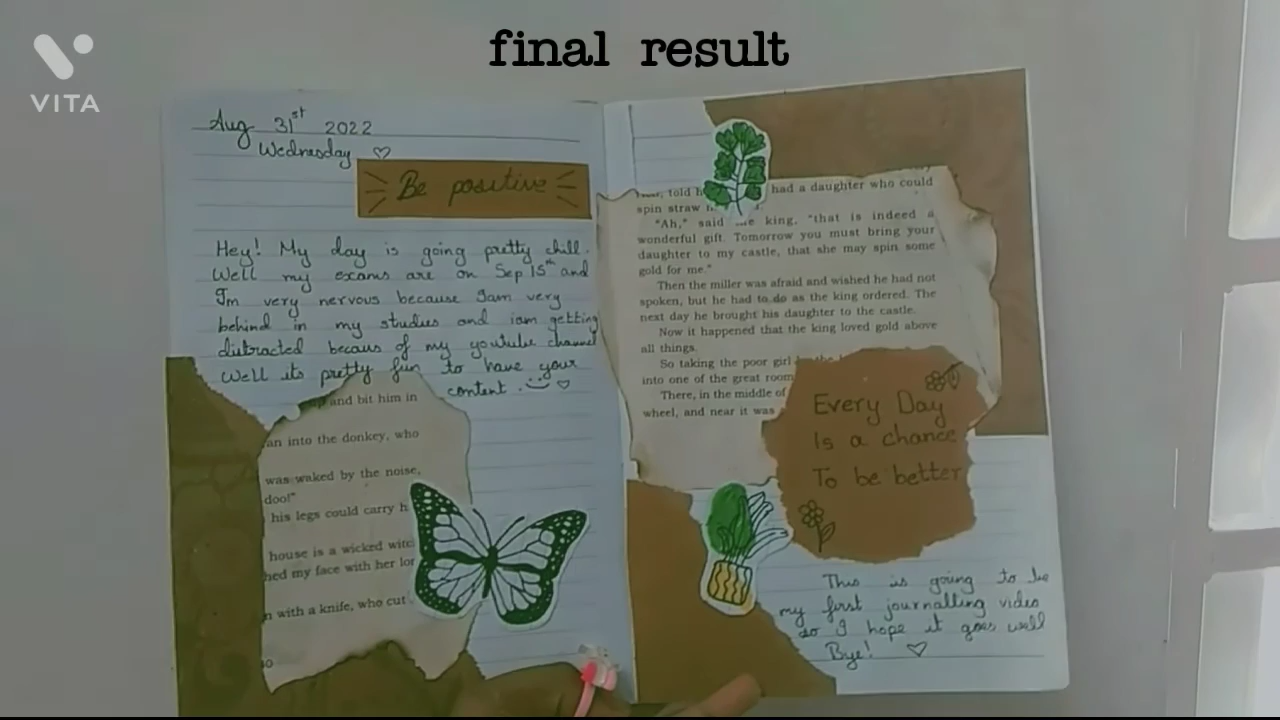 final result
VITA
Aug 31st 2022
Wednesday ♡
Be positive
Hey! My day is going pretty chill.
Well my exams are on Sep 15th and
I'm very nervous because Iam very
behind in my studies and iam getting
distracted becaus of my youtube channel
Well its pretty fun to have your
content. ♡
and bit him in
an into the donkey, who
was waked by the noise,
doo!"
his legs could carry h
house is a wicked witc
hed my face with her lon
n with a knife, who cut
told h had a daughter who could
spin straw
"Ah," said the king, "that is indeed a
wonderful gift. Tomorrow you must bring your
daughter to my castle, that she may spin some
gold for me."
Then the miller was afraid and wished he had not
spoken, but he had to do as the king ordered. The
next day he brought his daughter to the castle.
Now it happened that the king loved gold above
all things.
So taking the poor girl by the
into one of the great room
There, in the middle of
wheel, and near it was
Every Day
Is a chance
To be better
This is going to be
my first journalling video
so I hope it goes well
Bye! ♡